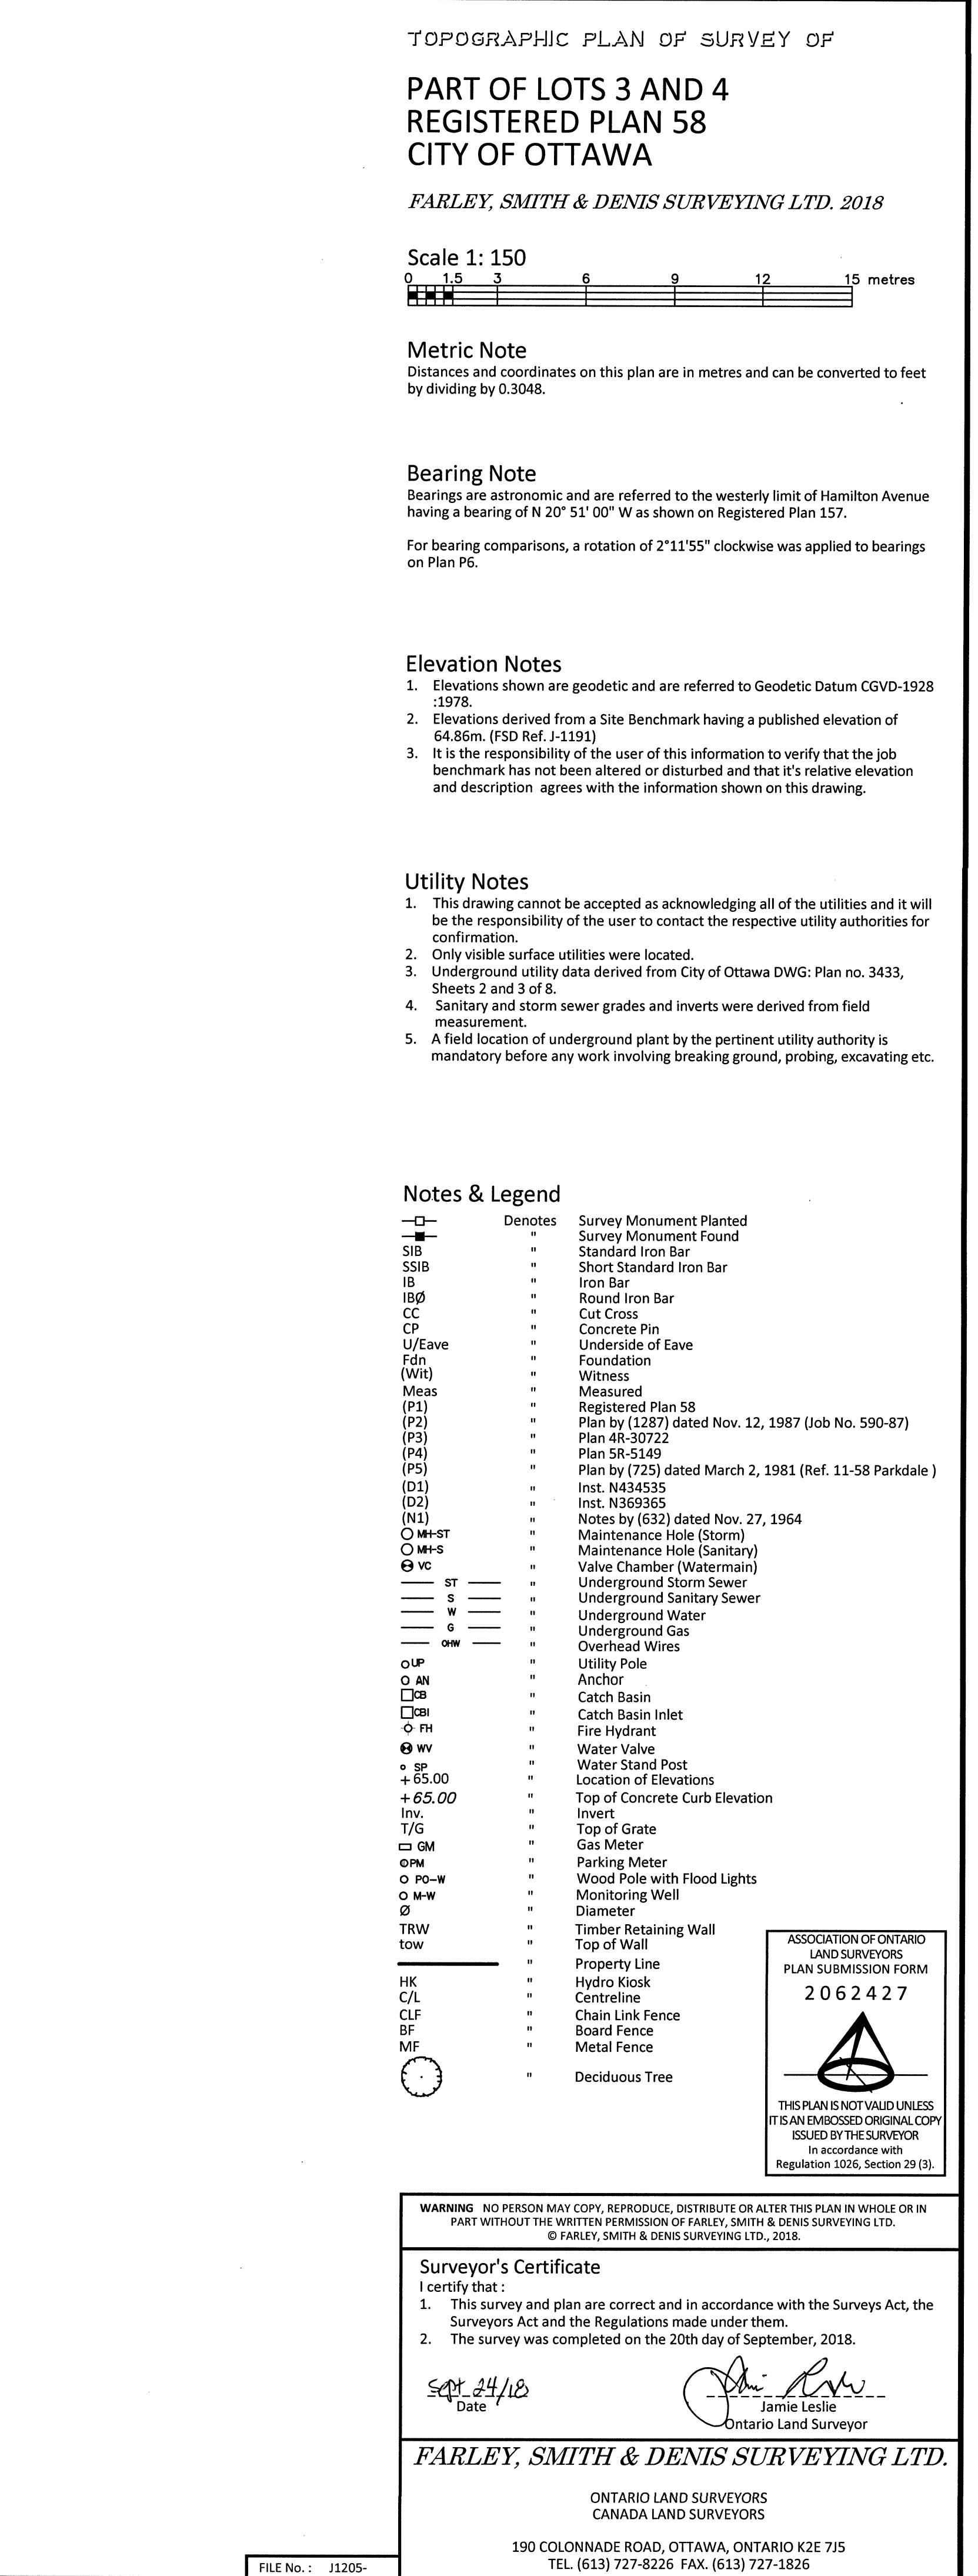 TOPOGRAPHIC PLAN OF SURVEY OF
PART OF LOTS 3 AND 4
REGISTERED PLAN 58
CITY OF OTTAWA
FARLEY, SMITH & DENIS SURVEYING LTD. 2018
Scale 1: 150
0 1.5 3 6 9 12 15 metres
Metric Note
Distances and coordinates on this plan are in metres and can be converted to feet
by dividing by 0.3048.
Bearing Note
Bearings are astronomic and are referred to the westerly limit of Hamilton Avenue
having a bearing of N 20° 51' 00" W as shown on Registered Plan 157.
For bearing comparisons, a rotation of 2°11'55" clockwise was applied to bearings
on Plan P6.
Elevation Notes
1. Elevations shown are geodetic and are referred to Geodetic Datum CGVD-1928
:1978.
2. Elevations derived from a Site Benchmark having a published elevation of
64.86m. (FSD Ref. J-1191)
3. It is the responsibility of the user of this information to verify that the job
benchmark has not been altered or disturbed and that it's relative elevation
and description agrees with the information shown on this drawing.
Utility Notes
1. This drawing cannot be accepted as acknowledging all of the utilities and it will
be the responsibility of the user to contact the respective utility authorities for
confirmation.
2. Only visible surface utilities were located.
3. Underground utility data derived from City of Ottawa DWG: Plan no. 3433,
Sheets 2 and 3 of 8.
4. Sanitary and storm sewer grades and inverts were derived from field
measurement.
5. A field location of underground plant by the pertinent utility authority is
mandatory before any work involving breaking ground, probing, excavating etc.
Notes & Legend
Denotes Survey Monument Planted
" Survey Monument Found
SIB " Standard Iron Bar
SSIB " Short Standard Iron Bar
IB " Iron Bar
IBØ " Round Iron Bar
CC " Cut Cross
CP " Concrete Pin
U/Eave " Underside of Eave
Fdn " Foundation
(Wit) " Witness
Meas " Measured
(P1) " Registered Plan 58
(P2) " Plan by (1287) dated Nov. 12, 1987 (Job No. 590-87)
(P3) " Plan 4R-30722
(P4) " Plan 5R-5149
(P5) " Plan by (725) dated March 2, 1981 (Ref. 11-58 Parkdale )
(D1) " Inst. N434535
(D2) " Inst. N369365
(N1) " Notes by (632) dated Nov. 27, 1964
MH-ST " Maintenance Hole (Storm)
MH-S " Maintenance Hole (Sanitary)
VC " Valve Chamber (Watermain)
ST " Underground Storm Sewer
S " Underground Sanitary Sewer
W " Underground Water
G " Underground Gas
OHW " Overhead Wires
UP " Utility Pole
AN " Anchor
CB " Catch Basin
CBI " Catch Basin Inlet
FH " Fire Hydrant
WV " Water Valve
SP " Water Stand Post
+65.00 " Location of Elevations
+65.00 " Top of Concrete Curb Elevation
Inv. " Invert
T/G " Top of Grate
GM " Gas Meter
PM " Parking Meter
PO-W " Wood Pole with Flood Lights
M-W " Monitoring Well
Ø " Diameter
TRW " Timber Retaining Wall
tow " Top of Wall
" Property Line
HK " Hydro Kiosk
C/L " Centreline
CLF " Chain Link Fence
BF " Board Fence
MF " Metal Fence
" Deciduous Tree
ASSOCIATION OF ONTARIO
LAND SURVEYORS
PLAN SUBMISSION FORM
2062427
THIS PLAN IS NOT VALID UNLESS
IT IS AN EMBOSSED ORIGINAL COPY
ISSUED BY THE SURVEYOR
In accordance with
Regulation 1026, Section 29 (3).
WARNING NO PERSON MAY COPY, REPRODUCE, DISTRIBUTE OR ALTER THIS PLAN IN WHOLE OR IN
PART WITHOUT THE WRITTEN PERMISSION OF FARLEY, SMITH & DENIS SURVEYING LTD.
© FARLEY, SMITH & DENIS SURVEYING LTD., 2018.
Surveyor's Certificate
I certify that :
1. This survey and plan are correct and in accordance with the Surveys Act, the
Surveyors Act and the Regulations made under them.
2. The survey was completed on the 20th day of September, 2018.
Sept 24/18
Date
Jamie Leslie
Ontario Land Surveyor
FARLEY, SMITH & DENIS SURVEYING LTD.
ONTARIO LAND SURVEYORS
CANADA LAND SURVEYORS
190 COLONNADE ROAD, OTTAWA, ONTARIO K2E 7J5
TEL. (613) 727-8226 FAX. (613) 727-1826
FILE No. : J1205-